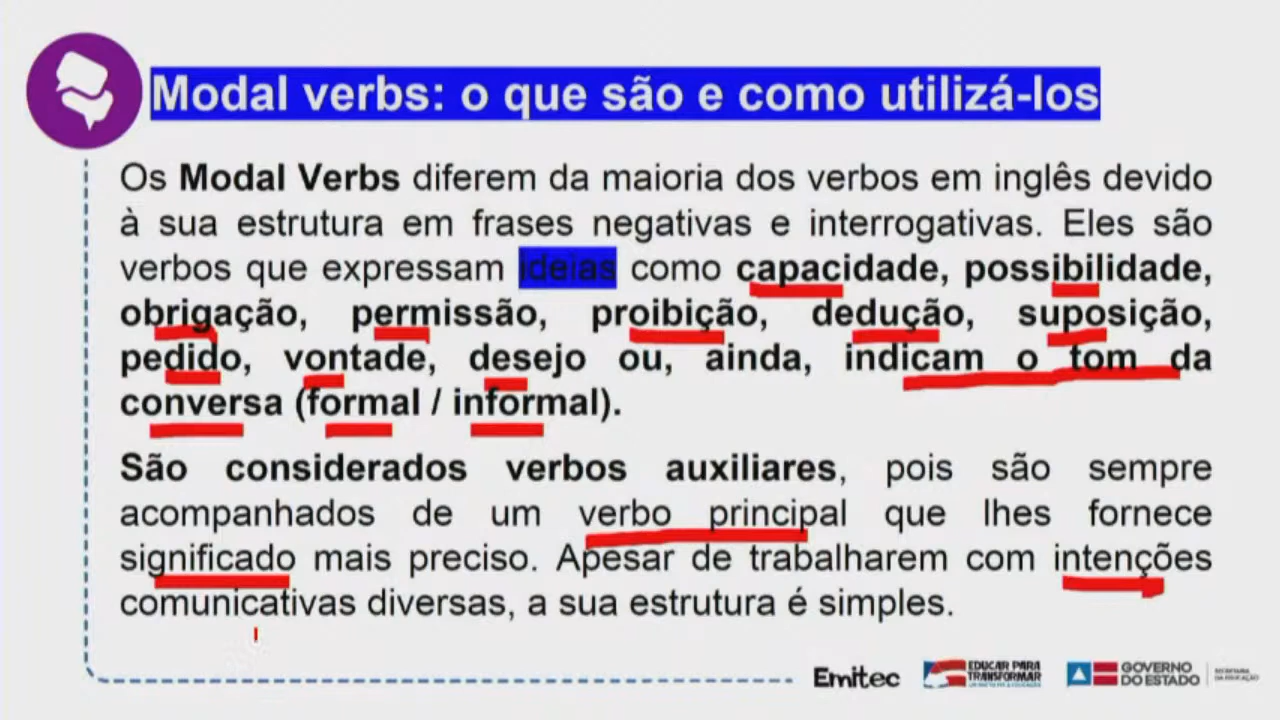 Modal verbs: o que são e como utilizá-los
Os Modal Verbs diferem da maioria dos verbos em inglês devido
à sua estrutura em frases negativas e interrogativas. Eles são
verbos que expressam ideias como capacidade, possibilidade,
obrigação, permissão, proibição, dedução, suposição,
pedido, vontade, desejo ou, ainda, indicam o tom da
conversa (formal / informal).
São considerados verbos auxiliares, pois são sempre
acompanhados de um verbo principal que lhes fornece
significado mais preciso. Apesar de trabalharem com intenções
comunicativas diversas, a sua estrutura é simples.
Emitec
EDUCAR PARA
TRANSFORMAR
GOVERNO
DO ESTADO
SECRETARIA
DA EDUCAÇÃO